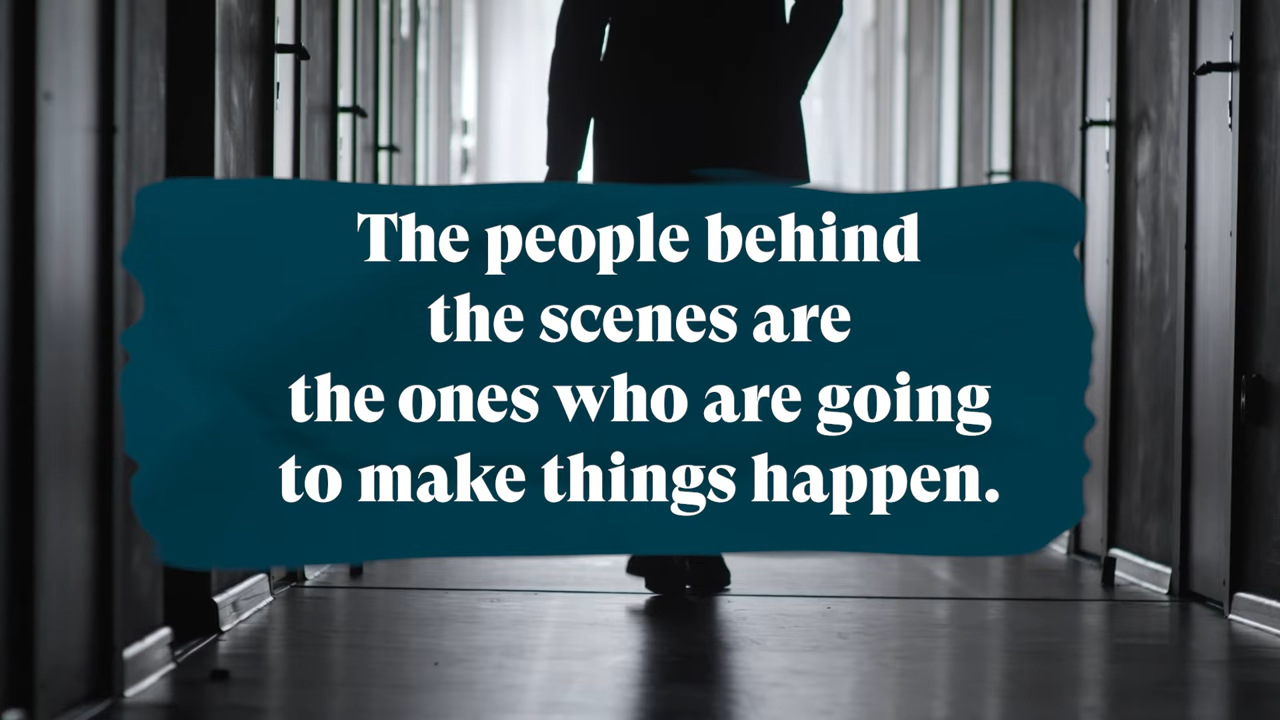 The people behind
the scenes are
the ones who are going
to make things happen.